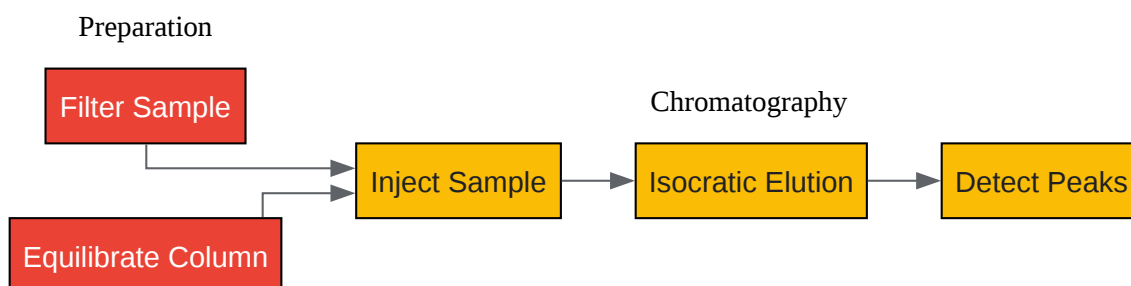 Preparation
Filter Sample
Chromatography
Inject Sample
Isocratic Elution
Detect Peaks
Equilibrate Column